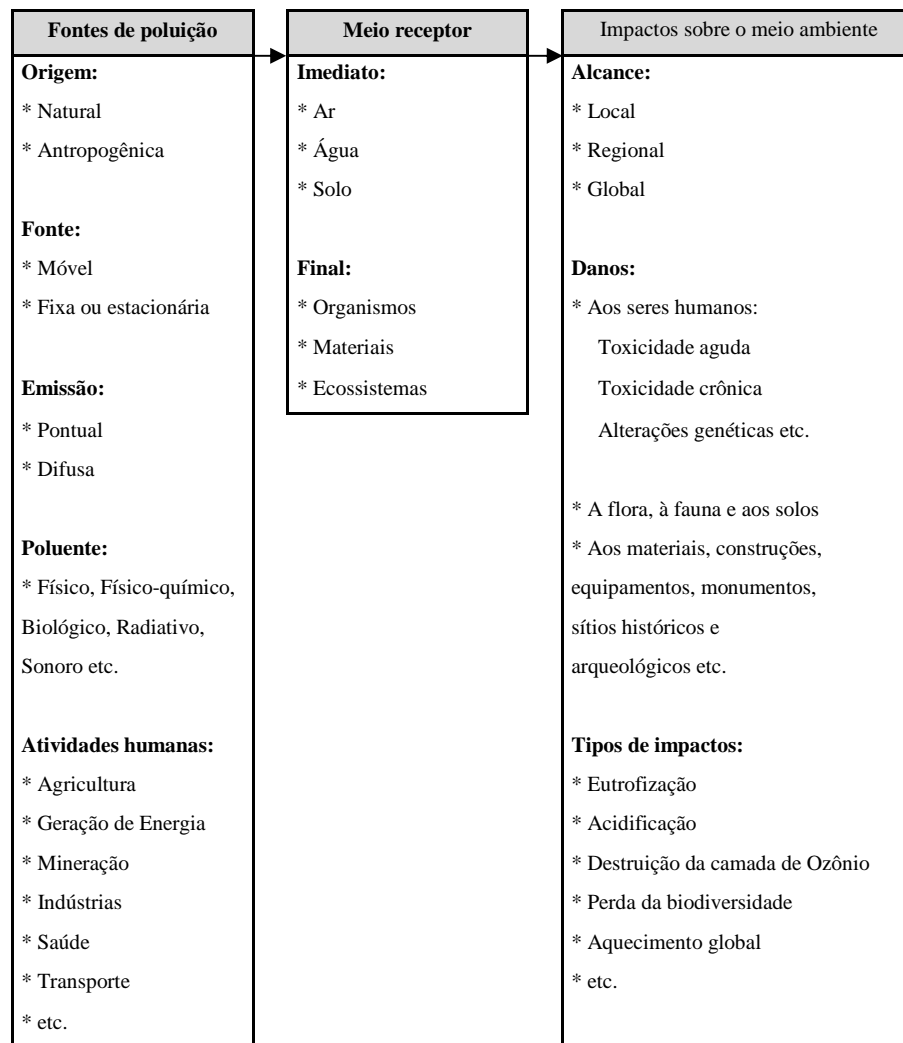 Fontes de poluição
Origem:
* Natural
* Antropogênica
Fonte:
* Móvel
* Fixa ou estacionária
Emissão:
* Pontual
* Difusa
Poluente:
* Físico, Físico-químico,
Biológico, Radiativo,
Sonoro etc.
Atividades humanas:
* Agricultura
* Geração de Energia
* Mineração
* Indústrias
* Saúde
* Transporte
* etc.
Meio receptor
Imediato:
* Ar
* Água
* Solo
Final:
* Organismos
* Materiais
* Ecossistemas
Impactos sobre o meio ambiente
Alcance:
* Local
* Regional
* Global
Danos:
* Aos seres humanos:
Toxicidade aguda
Toxicidade crônica
Alterações genéticas etc.
* A flora, à fauna e aos solos
* Aos materiais, construções,
equipamentos, monumentos,
sítios históricos e
arqueológicos etc.
Tipos de impactos:
* Eutrofização
* Acidificação
* Destruição da camada de Ozônio
* Perda da biodiversidade
* Aquecimento global
* etc.